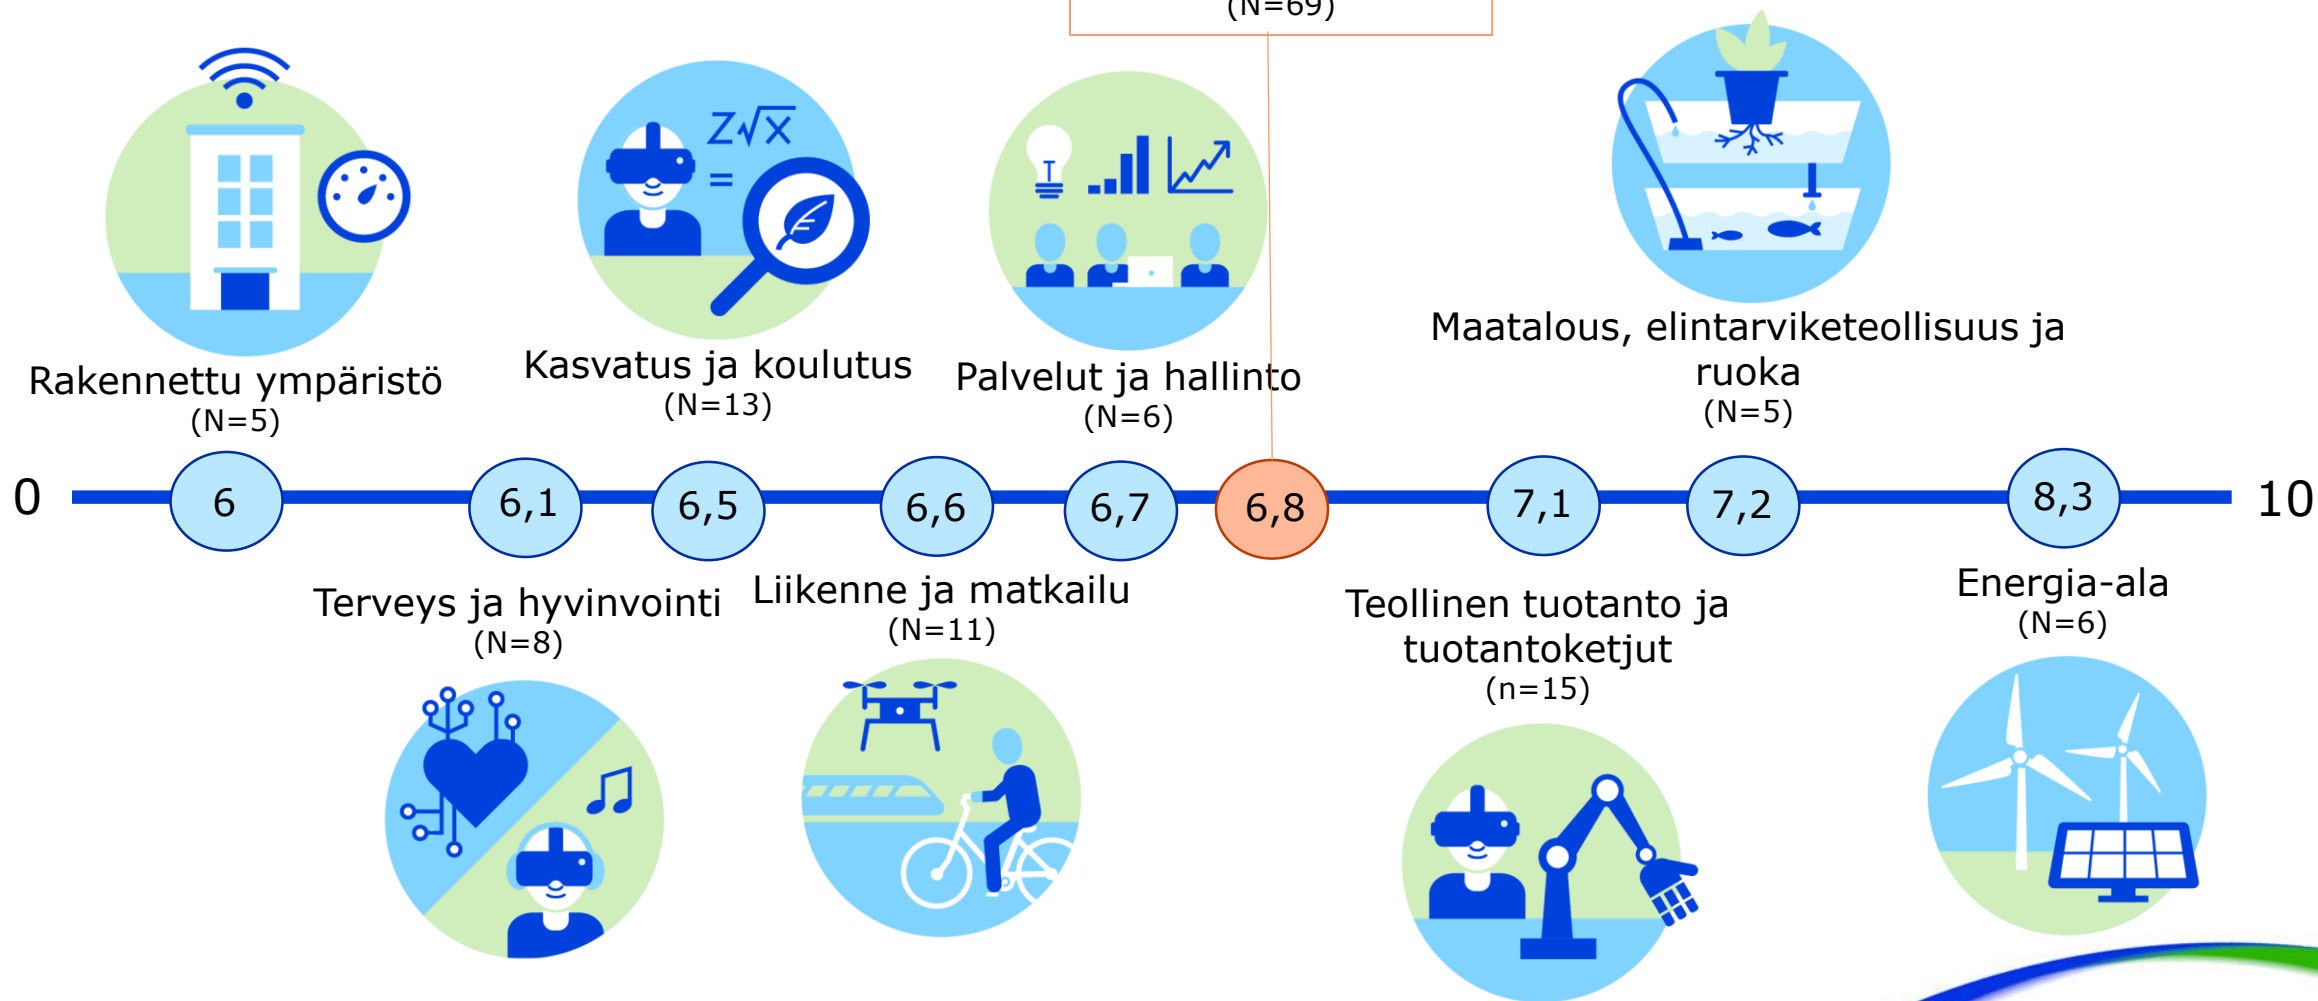 (N=69)
Z√X
=
Rakennettu ympäristö
(N=5)
Kasvatus ja koulutus
(N=13)
Palvelut ja hallinto
(N=6)
Maatalous, elintarviketeollisuus ja
ruoka
(N=5)
0
6
6,1
6,5
6,6
6,7
6,8
7,1
7,2
8,3
10
Terveys ja hyvinvointi
(N=8)
Liikenne ja matkailu
(N=11)
Teollinen tuotanto ja
tuotantoketjut
(n=15)
Energia-ala
(N=6)